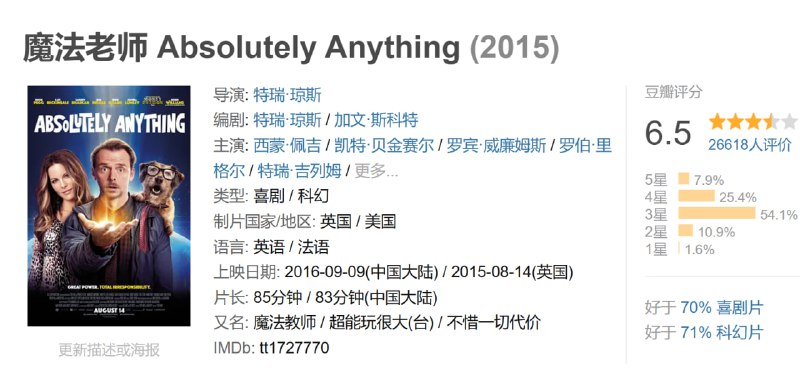 魔法老师 Absolutely Anything (2015)
ABSOLUTELY ANYTHING
GREAT POWER. TOTAL IRRESPONSIBILITY.
AUGUST 14
更新描述或海报
导演: 特瑞·琼斯
编剧: 特瑞·琼斯 / 加文·斯科特
主演: 西蒙·佩吉 / 凯特·贝金赛尔 / 罗宾·威廉姆斯 / 罗伯·里
格尔 / 特瑞·吉列姆 / 更多...
类型: 喜剧 / 科幻
制片国家/地区: 英国 / 美国
语言: 英语 / 法语
上映日期: 2016-09-09(中国大陆) / 2015-08-14(英国)
片长: 85分钟 / 83分钟(中国大陆)
又名: 魔法教师 / 超能玩很大(台) / 不惜一切代价
IMDb: tt1727770
豆瓣评分
6.5
26618人评价
5星 7.9%
4星 25.4%
3星 54.1%
2星 10.9%
1星 1.6%
好于 70% 喜剧片
好于 71% 科幻片